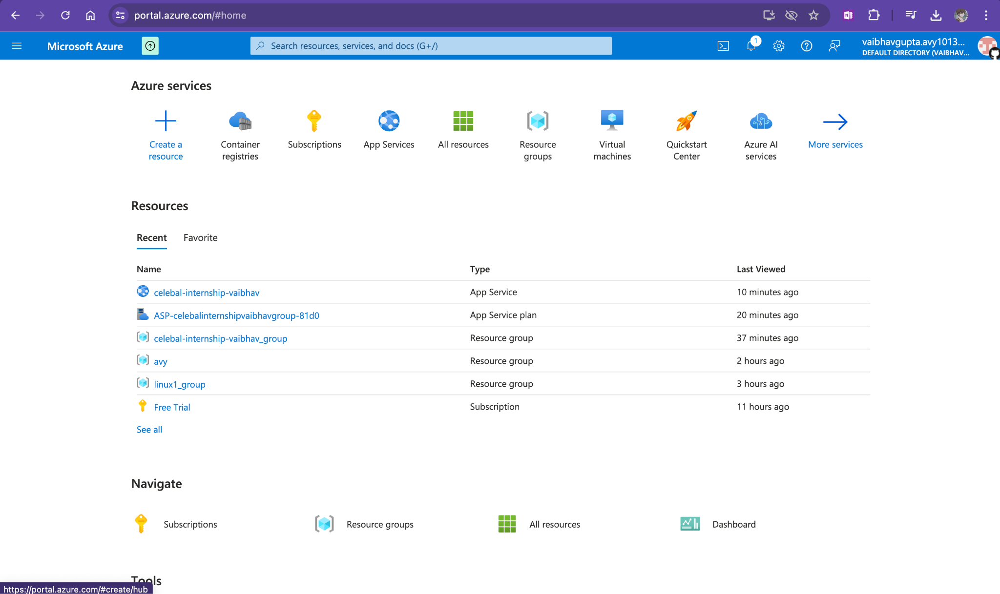 portal.azure.com/#home
Microsoft Azure
Search resources, services, and docs (G+/)
1
vaibhavgupta.avy1013...
DEFAULT DIRECTORY (VAIBHAV...
Azure services
Create a
resource
Container
registries
Subscriptions
App Services
All resources
Resource
groups
Virtual
machines
Quickstart
Center
Azure AI
services
More services
Resources
Recent Favorite
Name Type Last Viewed
celebal-internship-vaibhav App Service 10 minutes ago
ASP-celebalinternshipvaibhavgroup-81d0 App Service plan 20 minutes ago
celebal-internship-vaibhav_group Resource group 37 minutes ago
avy Resource group 2 hours ago
linux1_group Resource group 3 hours ago
Free Trial Subscription 11 hours ago
See all
Navigate
Subscriptions Resource groups All resources Dashboard
Tools
https://portal.azure.com/#create/hub